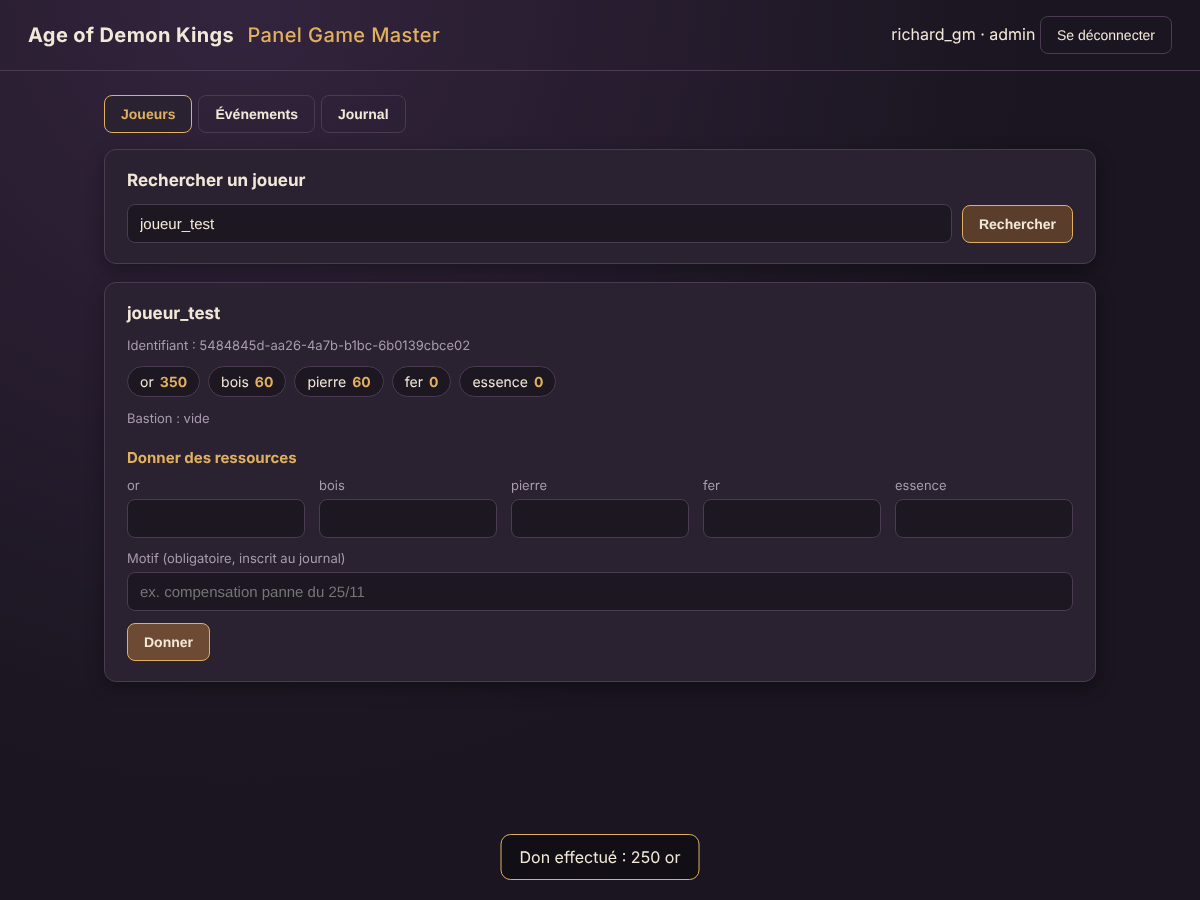 Age of Demon Kings Panel Game Master
richard_gm · admin Se déconnecter
Joueurs Événements Journal
Rechercher un joueur
joueur_test Rechercher
joueur_test
Identifiant : 5484845d-aa26-4a7b-b1bc-6b0139cbce02
or 350 bois 60 pierre 60 fer 0 essence 0
Bastion : vide
Donner des ressources
or bois pierre fer essence
Motif (obligatoire, inscrit au journal)
ex. compensation panne du 25/11
Donner
Don effectué : 250 or